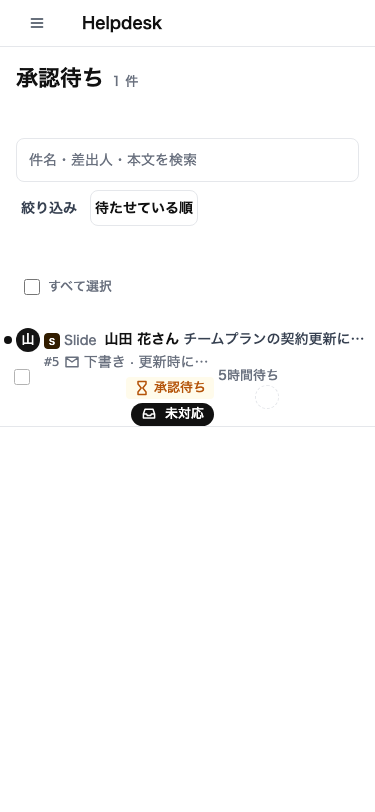 Helpdesk
承認待ち 1 件
件名・差出人・本文を検索
絞り込み 待たせている順
すべて選択
山 S Slide 山田 花さん チームプランの契約更新に…
#5 下書き · 更新時に…
5時間待ち
承認待ち
未対応